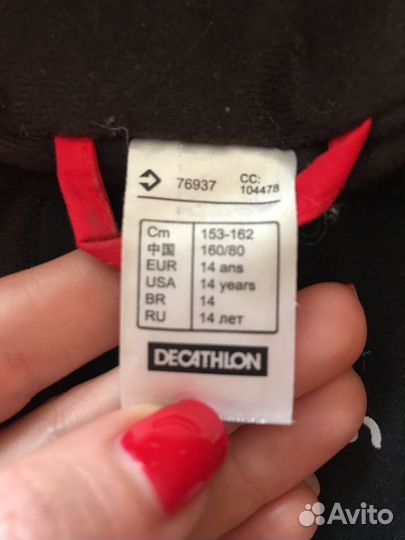 76937 CC: 104478
Cm 153-162
中国 160/80
EUR 14 ans
USA 14 years
BR 14
RU 14 лет
DECATHLON
Avito